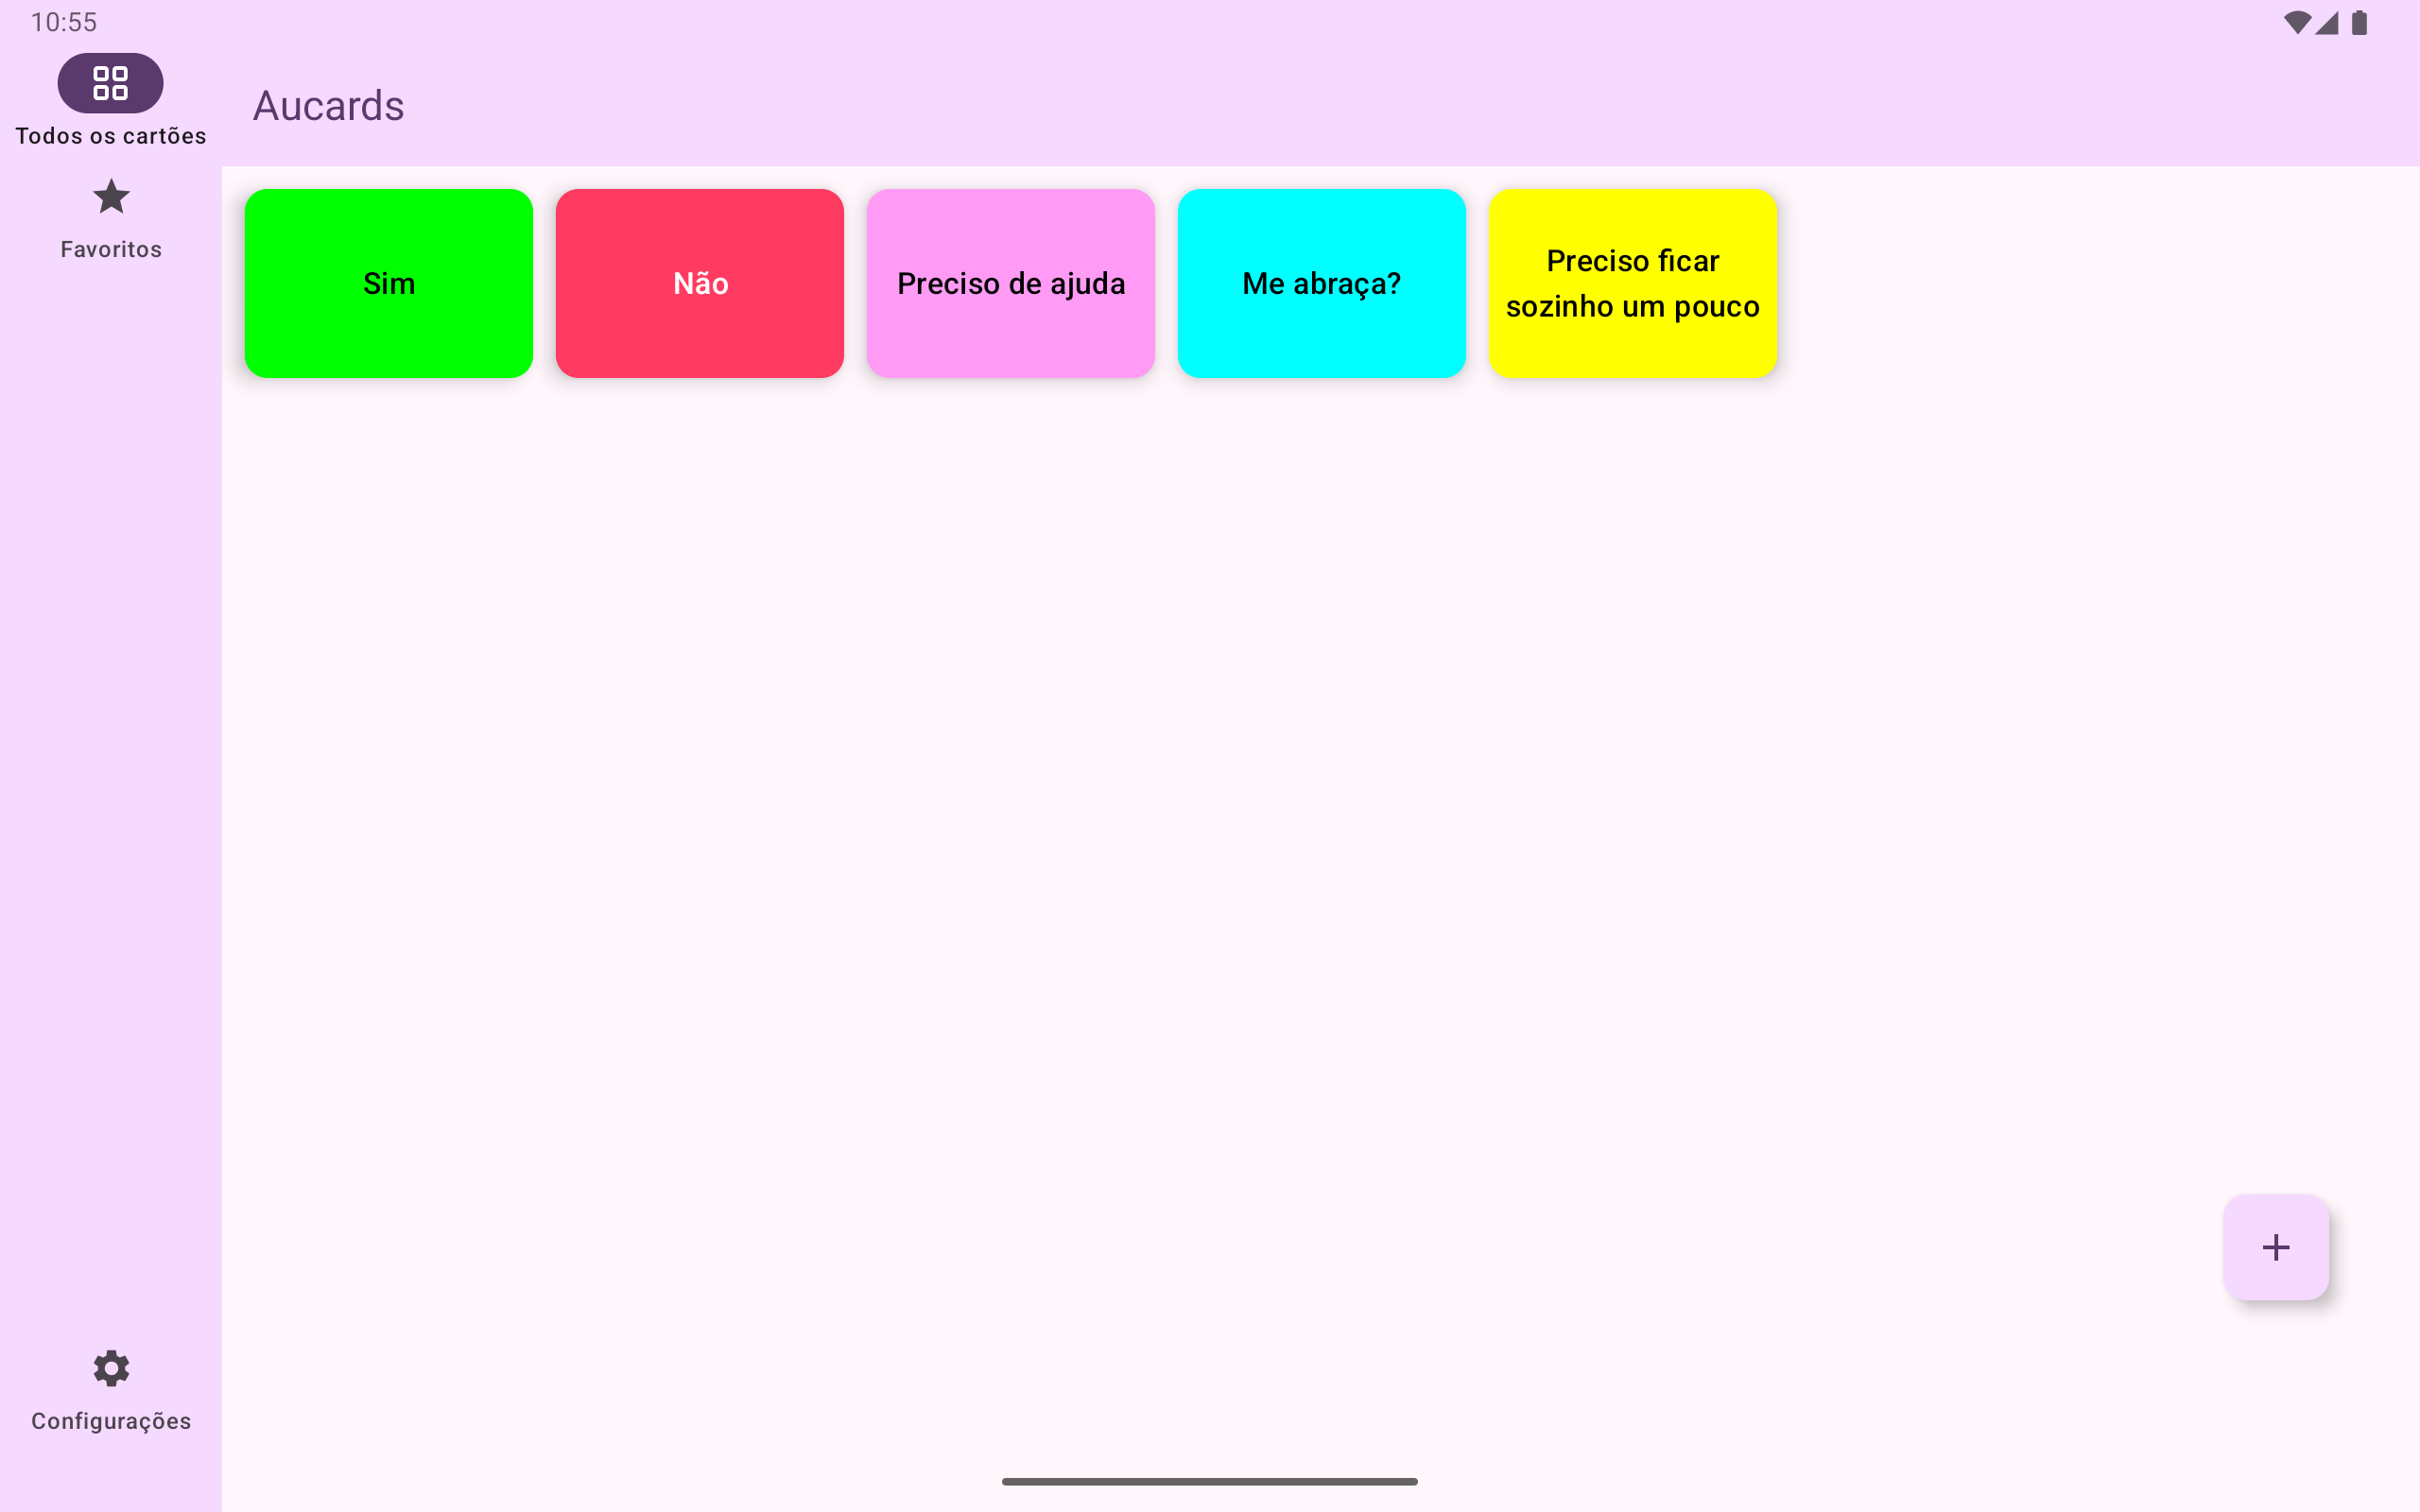 10:55
Todos os cartões
Favoritos
Configurações
Aucards
Sim
Não
Preciso de ajuda
Me abraça?
Preciso ficar
sozinho um pouco